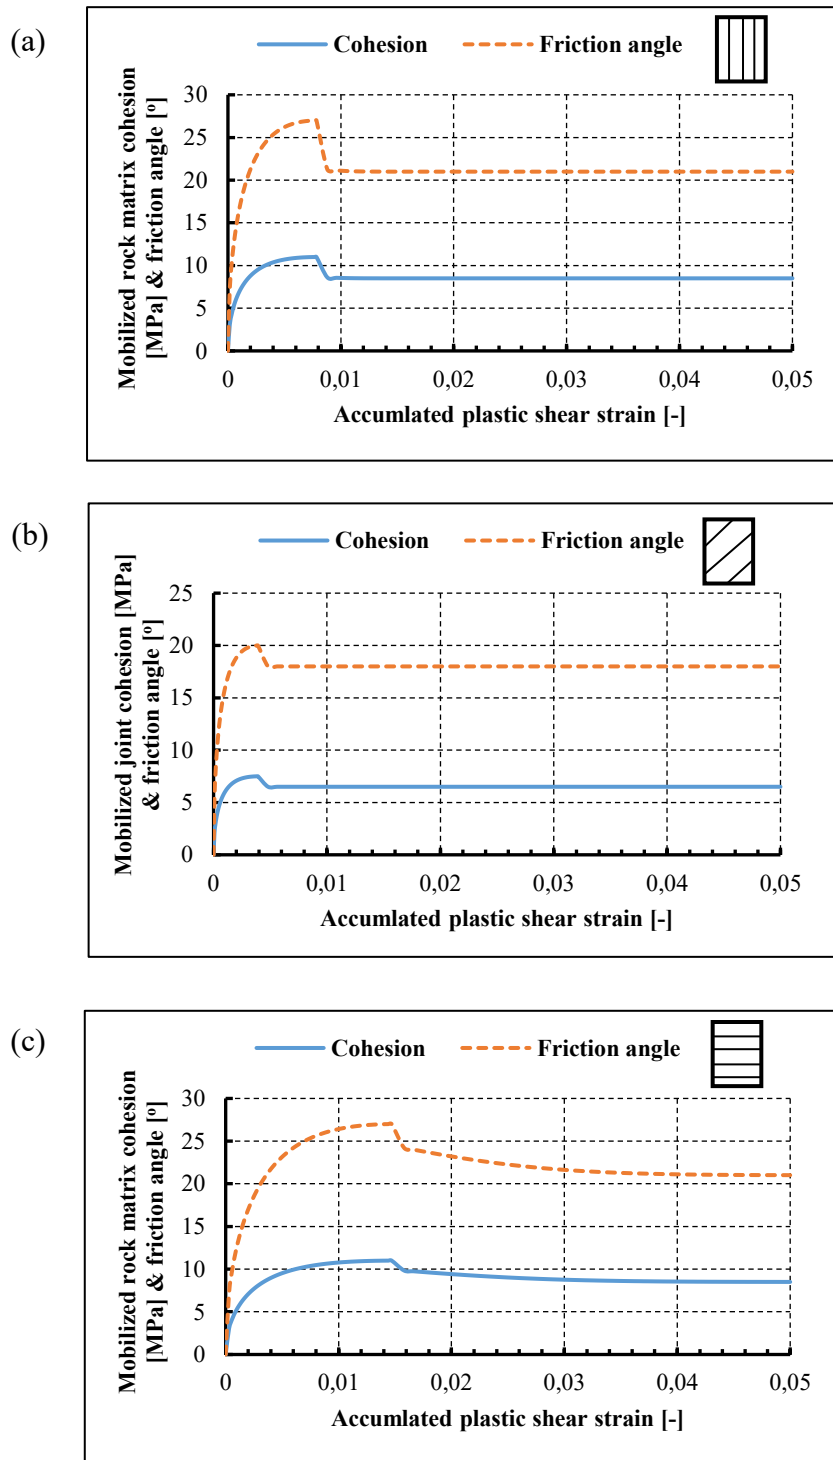 (a)
Cohesion
Friction angle
Mobilized rock matrix cohesion
[MPa] & friction angle [º]
30
25
20
15
10
5
0
0
0,01
0,02
0,03
0,04
0,05
Accumlated plastic shear strain [-]
(b)
Cohesion
Friction angle
Mobilized joint cohesion [MPa]
& friction angle [º]
25
20
15
10
5
0
0
0,01
0,02
0,03
0,04
0,05
Accumlated plastic shear strain [-]
(c)
Cohesion
Friction angle
Mobilized rock matrix cohesion
[MPa] & friction angle [º]
30
25
20
15
10
5
0
0
0,01
0,02
0,03
0,04
0,05
Accumlated plastic shear strain [-]